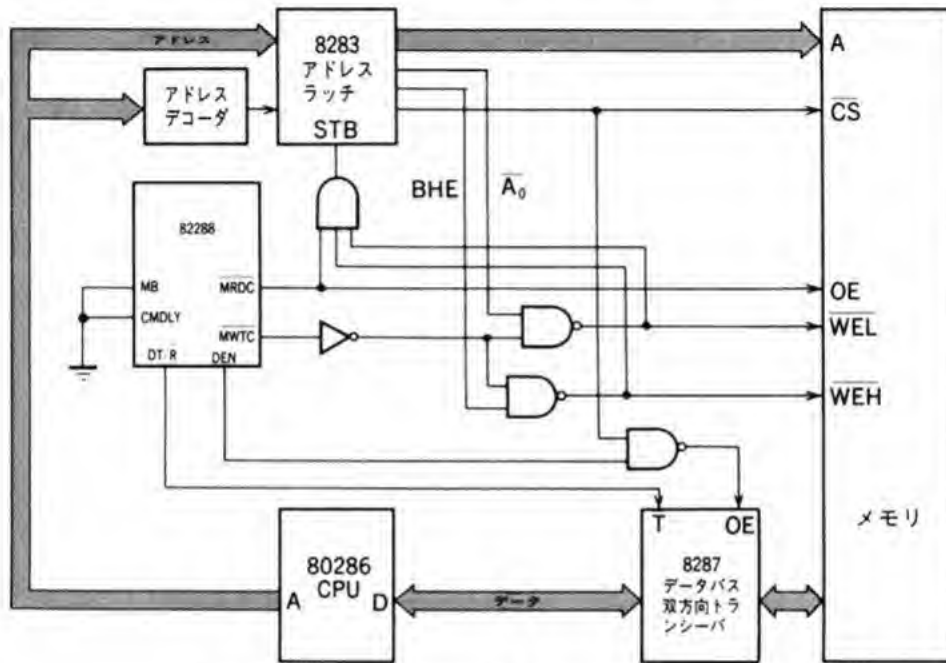 アドレス
8283
アドレス
ラッチ
STB
A
アドレス
デコーダ
CS
BHE
A0
82288
MB
MRDC
OE
CMDLY
WEL
MWTC
DT/R
DEN
WEH
T
OE
メモリ
80286
CPU
A
D
データ
8287
データバス
双方向トラ
ンシーバ